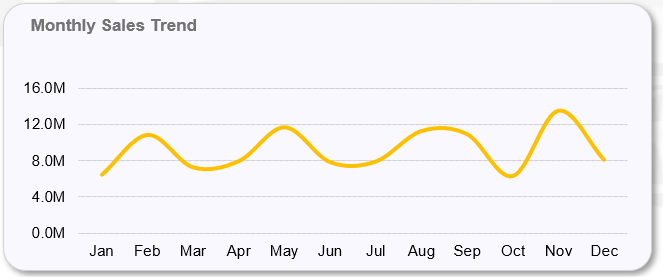 Monthly Sales Trend
16.0M
12.0M
8.0M
4.0M
0.0M
Jan Feb Mar Apr May Jun Jul Aug Sep Oct Nov Dec